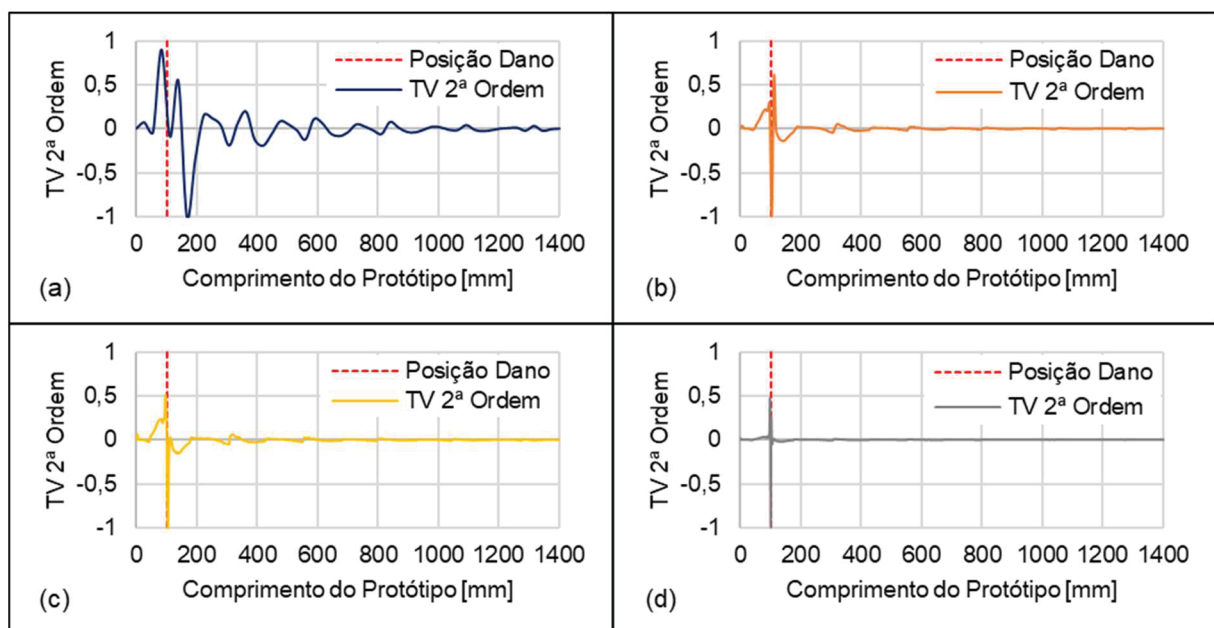 1
Posição Dano
0,5
TV 2ª Ordem
0
-0,5
-1
TV 2ª Ordem
0 200 400 600 800 1000 1200 1400
Comprimento do Protótipo [mm]
(a)
1
Posição Dano
0,5
TV 2ª Ordem
0
-0,5
-1
TV 2ª Ordem
0 200 400 600 800 1000 1200 1400
Comprimento do Protótipo [mm]
(b)
1
Posição Dano
0,5
TV 2ª Ordem
0
-0,5
-1
TV 2ª Ordem
0 200 400 600 800 1000 1200 1400
Comprimento do Protótipo [mm]
(c)
1
Posição Dano
0,5
TV 2ª Ordem
0
-0,5
-1
TV 2ª Ordem
0 200 400 600 800 1000 1200 1400
Comprimento do Protótipo [mm]
(d)